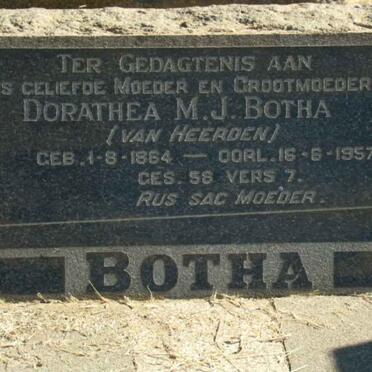 TER GEDAGTENIS AAN
S GELIEFDE MOEDER EN GROOTMOEDER
DORATHEA M.J. BOTHA
(VAN HEERDEN)
GEB. 1-9-1864 — OORL. 16-6-1957
GES. 58 VERS 7.
RUS SAG MOEDER.
BOTHA